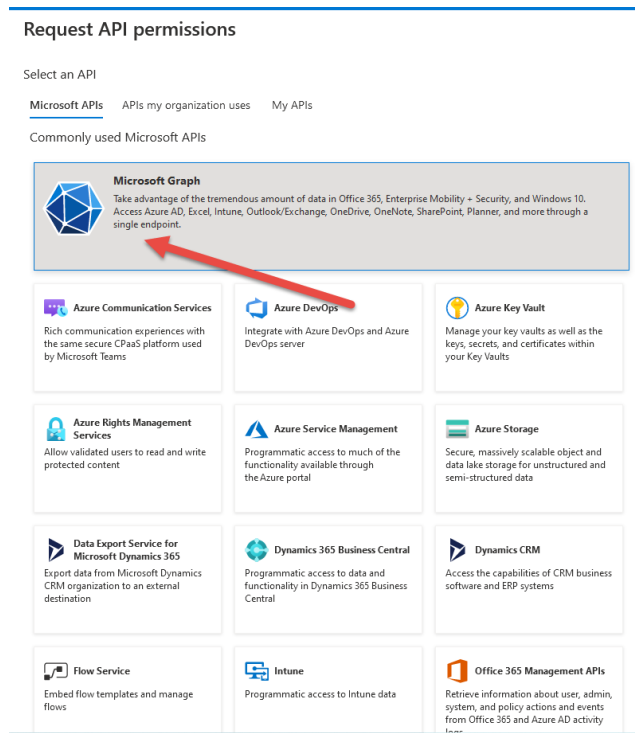 Request API permissions
Select an API
Microsoft APIs APIs my organization uses My APIs
Commonly used Microsoft APIs
Microsoft Graph
Take advantage of the tremendous amount of data in Office 365, Enterprise Mobility + Security, and Windows 10.
Access Azure AD, Excel, Intune, Outlook/Exchange, OneDrive, OneNote, SharePoint, Planner, and more through a
single endpoint.
Azure Communication Services
Rich communication experiences with
the same secure CPaaS platform used
by Microsoft Teams
Azure DevOps
Integrate with Azure DevOps and Azure
DevOps server
Azure Key Vault
Manage your key vaults as well as the
keys, secrets, and certificates within
your Key Vaults
Azure Rights Management
Services
Allow validated users to read and write
protected content
Azure Service Management
Programmatic access to much of the
functionality available through
the Azure portal
Azure Storage
Secure, massively scalable object and
data lake storage for unstructured and
semi-structured data
Data Export Service for
Microsoft Dynamics 365
Export data from Microsoft Dynamics
CRM organization to an external
destination
Dynamics 365 Business Central
Programmatic access to data and
functionality in Dynamics 365 Business
Central
Dynamics CRM
Access the capabilities of CRM business
software and ERP systems
Flow Service
Embed flow templates and manage
flows
Intune
Programmatic access to Intune data
Office 365 Management APIs
Retrieve information about user, admin,
system, and policy actions and events
from Office 365 and Azure AD activity
logs